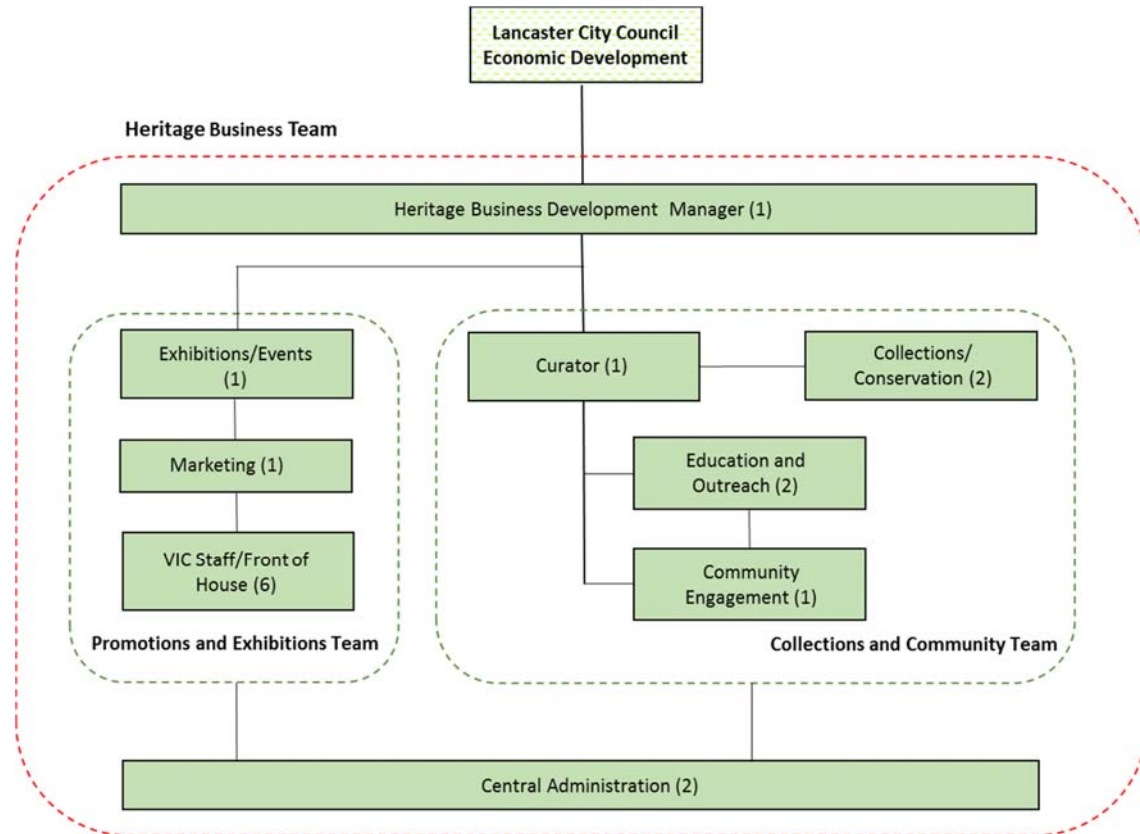 Lancaster City Council
Economic Development
Heritage Business Team
Heritage Business Development Manager (1)
Exhibitions/Events
(1)
Marketing (1)
VIC Staff/Front of
House (6)
Promotions and Exhibitions Team
Curator (1)
Collections/
Conservation (2)
Education and
Outreach (2)
Community
Engagement (1)
Collections and Community Team
Central Administration (2)